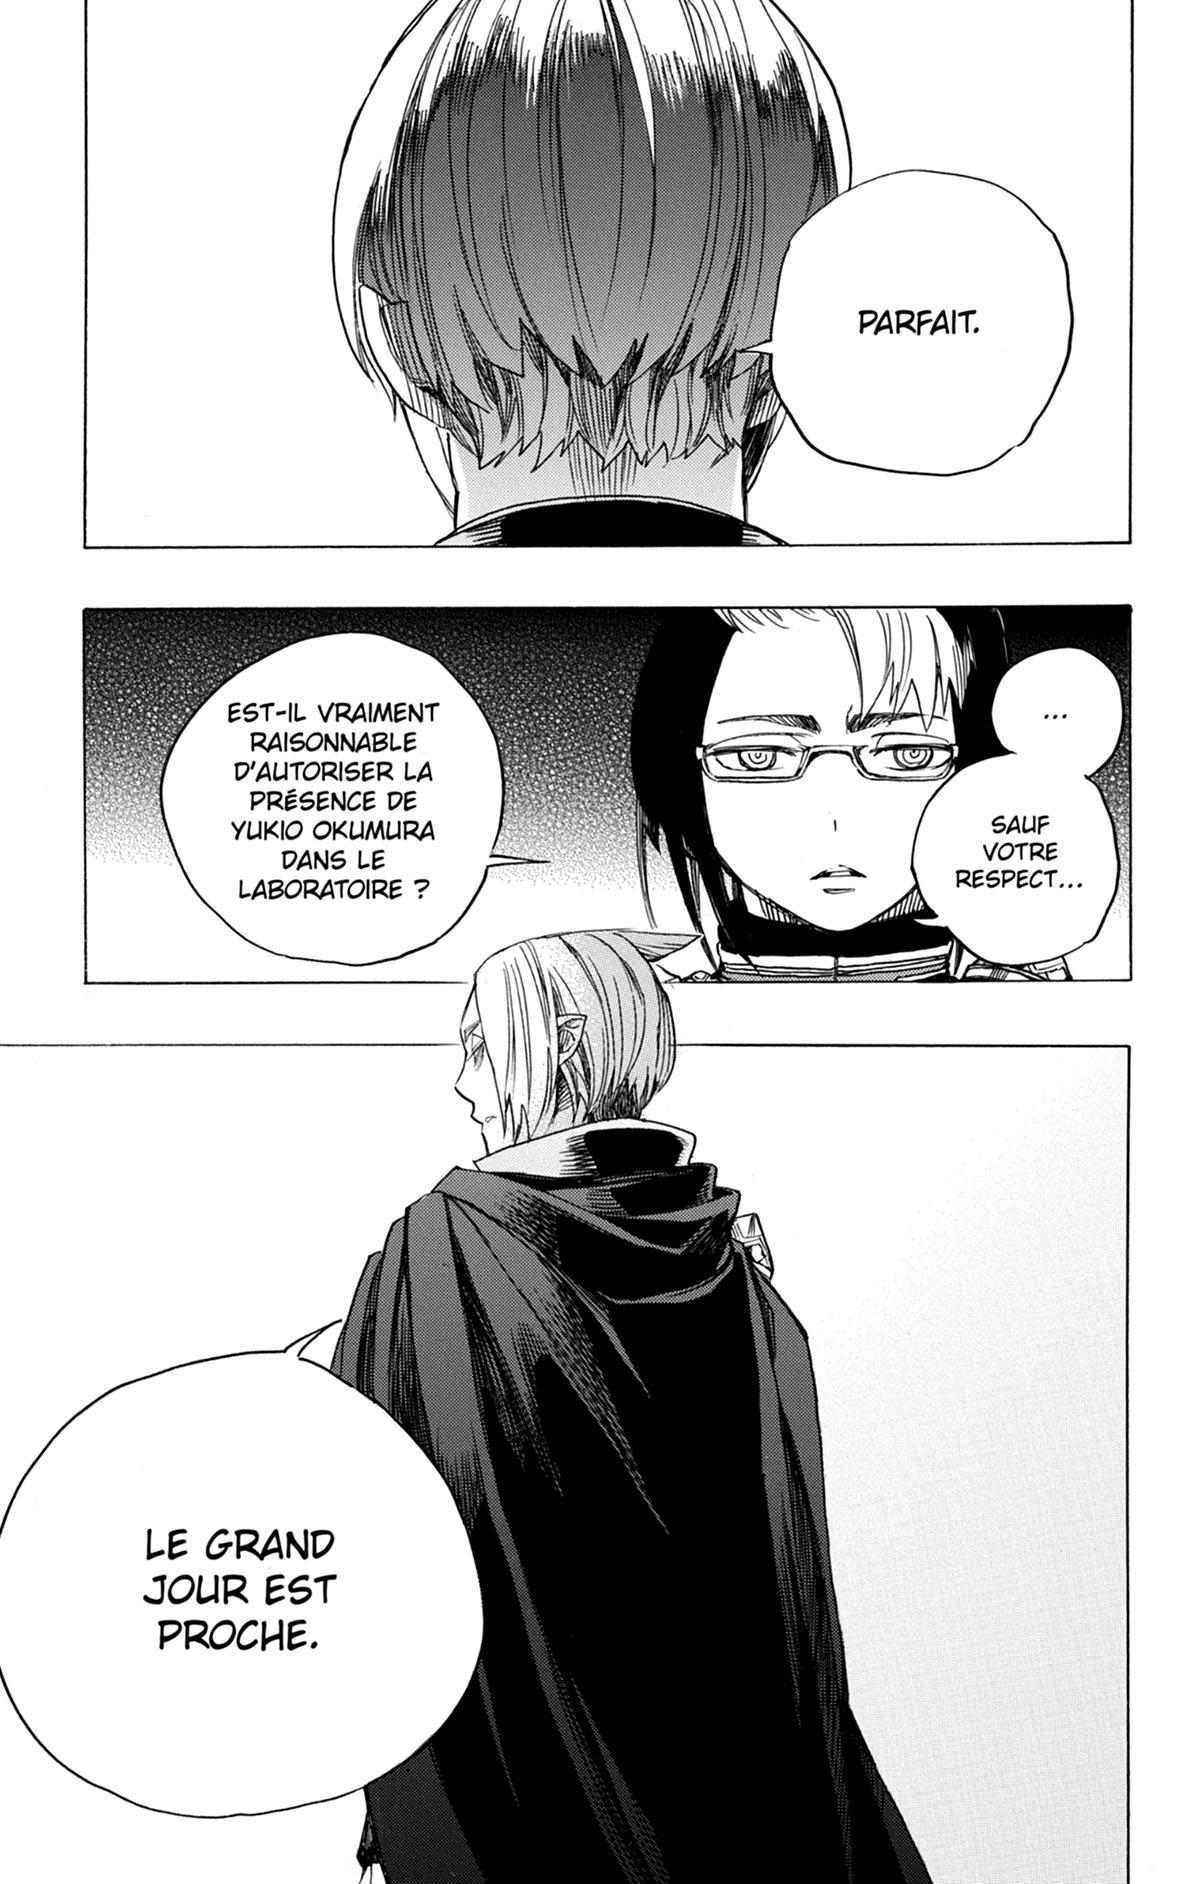 PARFAIT.
...
SAUF
VOTRE
RESPECT...
EST-IL VRAIMENT
RAISONNABLE
D'AUTORISER LA
PRÉSENCE DE
YUKIO OKUMURA
DANS LE
LABORATOIRE ?
LE GRAND
JOUR EST
PROCHE.